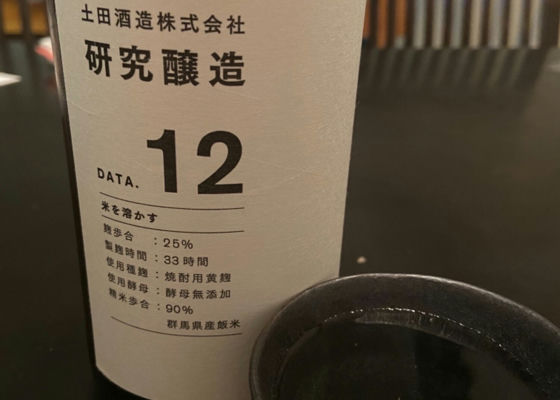 土田酒造株式会社
研究醸造
DATA. 12
米を溶かす
麹歩合 : 25%
製麹時間 : 33時間
使用種麹 : 焼酎用黄麹
使用酵母 : 酵母無添加
精米歩合 : 90%
群馬県産飯米